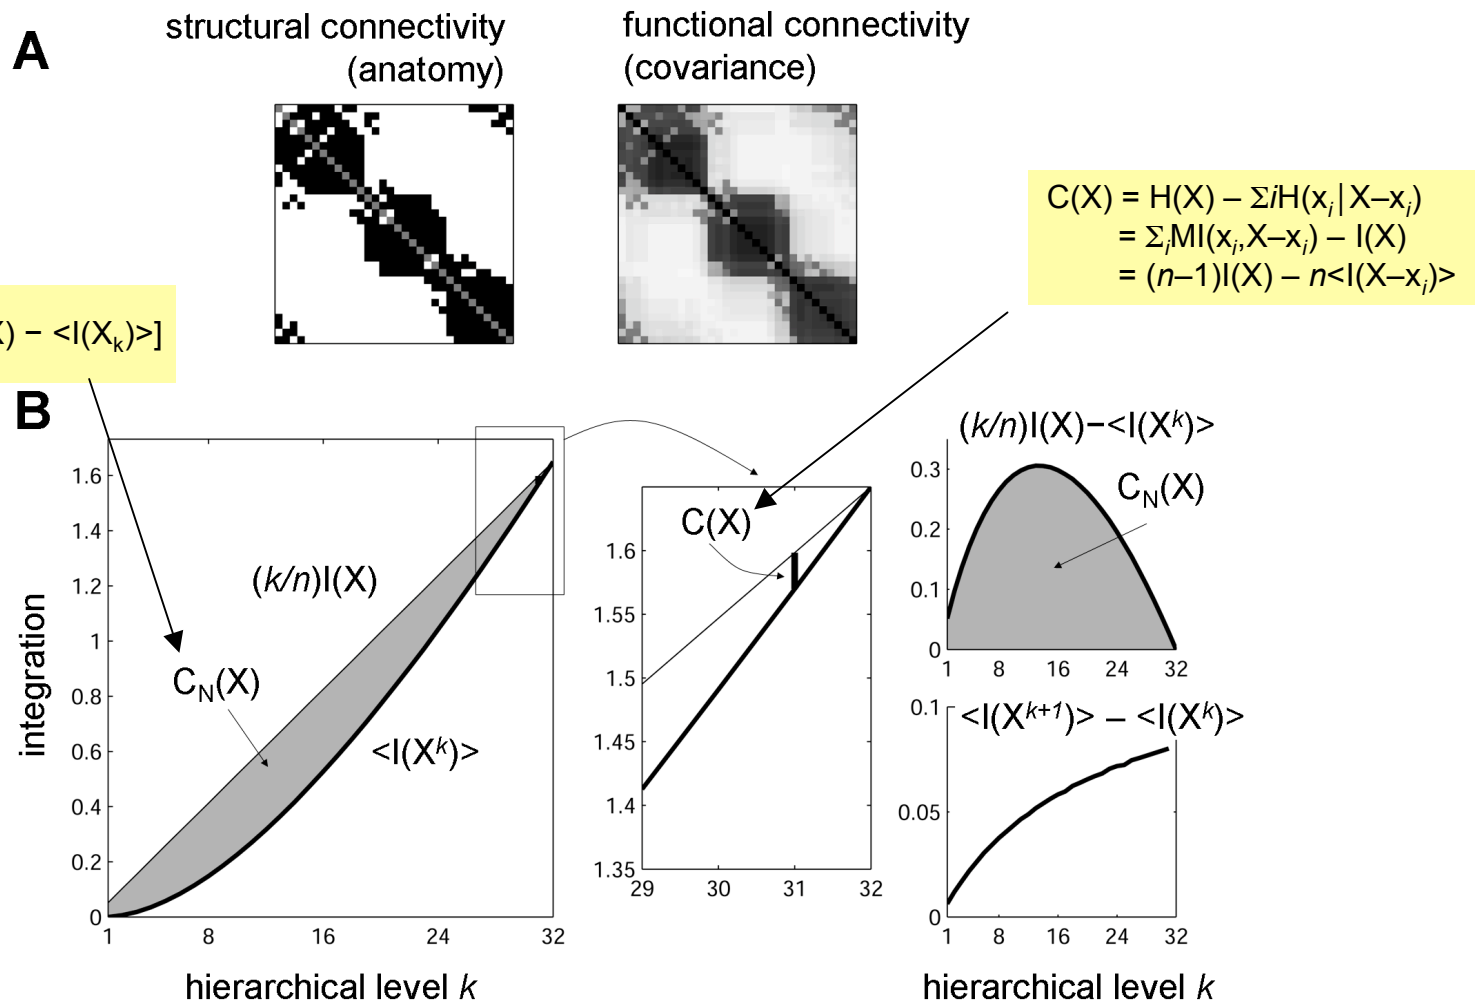 A
structural connectivity
(anatomy)
functional connectivity
(covariance)
C(X) = H(X) – ΣiH(xᵢ|X–xᵢ)
= ΣᵢMI(xᵢ,X–xᵢ) – I(X)
= (n–1)I(X) – n<I(X–xᵢ)>
) – <I(Xₖ)>]
B
integration
1.6
1.4
1.2
1
0.8
0.6
0.4
0.2
0
1 8 16 24 32
(k/n)I(X)
C_N(X)
<I(Xᵏ)>
hierarchical level k
C(X)
1.6
1.55
1.5
1.45
1.4
1.35
29 30 31 32
(k/n)I(X)–<I(Xᵏ)>
C_N(X)
0.3
0.2
0.1
0
1 8 16 24 32
<I(Xᵏ⁺¹)> – <I(Xᵏ)>
0.1
0.05
0
1 8 16 24 32
hierarchical level k